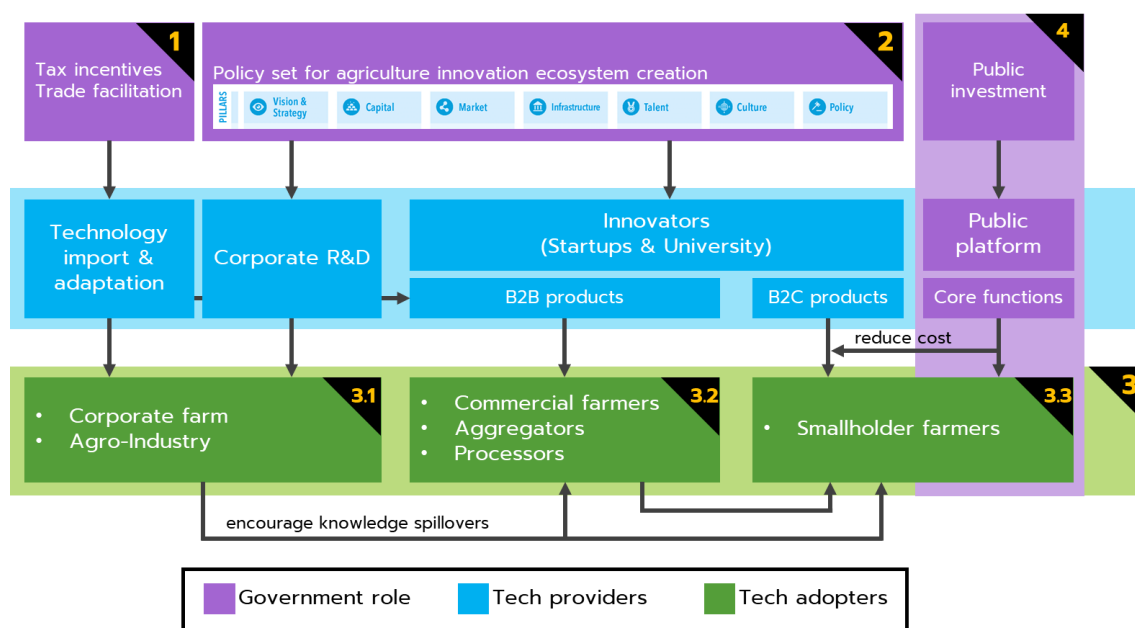 1
Tax incentives
Trade facilitation
2
Policy set for agriculture innovation ecosystem creation
PILLARS
Vision &
Strategy
Capital
Market
Infrastructure
Talent
Culture
Policy
4
Public
investment
Technology
import &
adaptation
Corporate R&D
Innovators
(Startups & University)
Public
platform
B2B products
B2C products
Core functions
reduce cost
3
3.1
• Corporate farm
• Agro-Industry
3.2
• Commercial farmers
• Aggregators
• Processors
3.3
• Smallholder farmers
encourage knowledge spillovers
Government role
Tech providers
Tech adopters